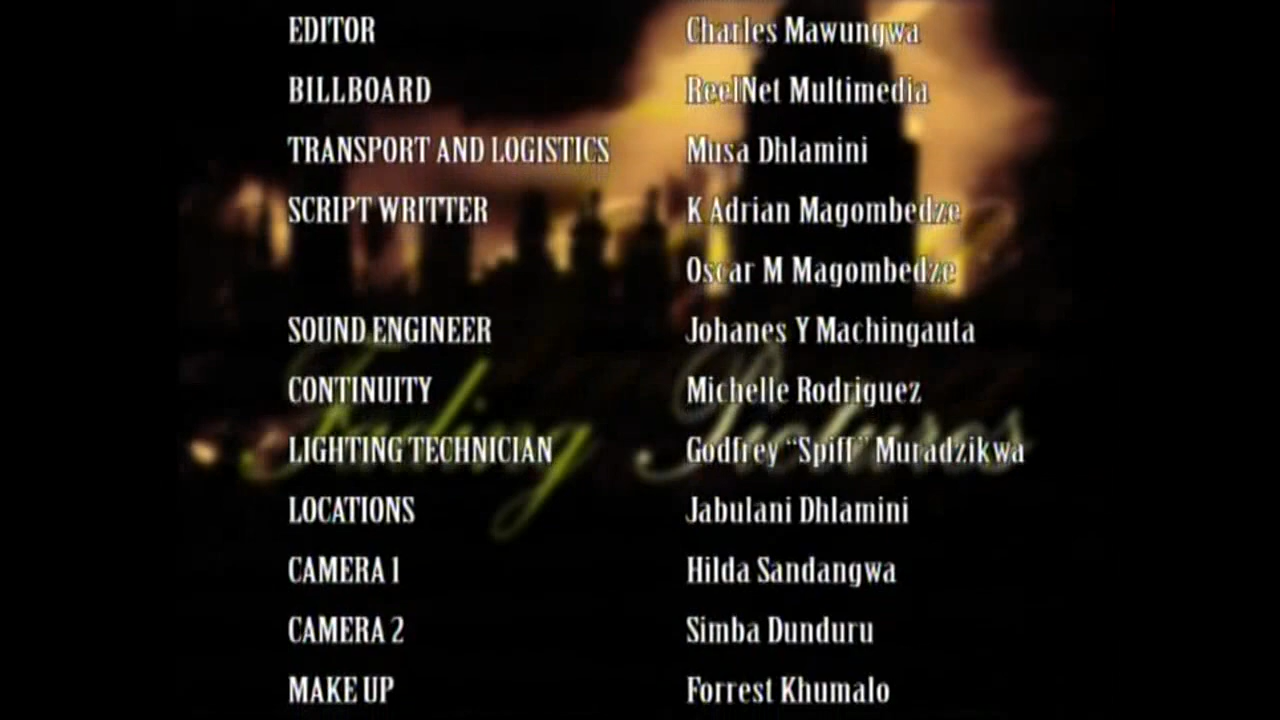 EDITOR Charles Mawungwa
BILLBOARD ReelNet Multimedia
TRANSPORT AND LOGISTICS Musa Dhlamini
SCRIPT WRITTER K Adrian Magombedze
Oscar M Magombedze
SOUND ENGINEER Johanes Y Machingauta
CONTINUITY Michelle Rodriguez
Fading Pictures
LIGHTING TECHNICIAN Godfrey “Spiff” Muradzikwa
LOCATIONS Jabulani Dhlamini
CAMERA 1 Hilda Sandangwa
CAMERA 2 Simba Dunduru
MAKE UP Forrest Khumalo